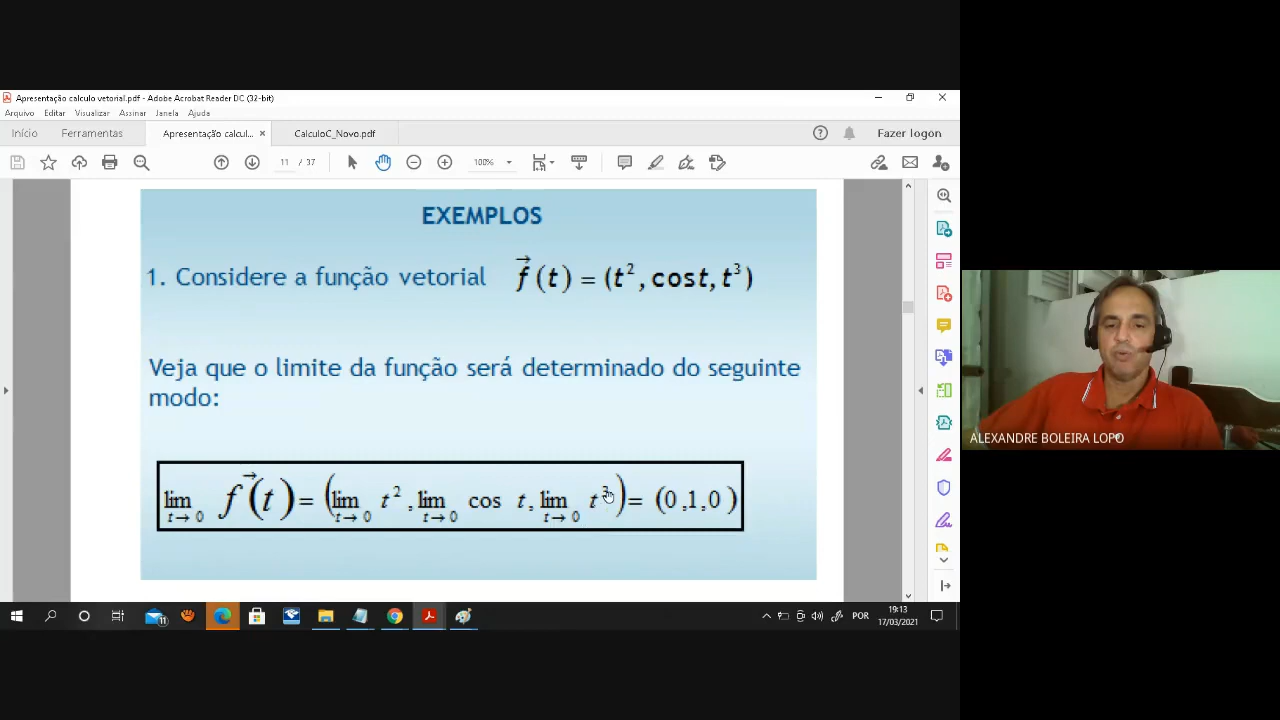 Apresentação calculo vetorial.pdf - Adobe Acrobat Reader DC (32-bit)
Arquivo Editar Visualizar Assinar Janela Ajuda
Início Ferramentas Apresentação calcul... × CalculoC_Novo.pdf Fazer logon
11 / 37 100%
EXEMPLOS
1. Considere a função vetorial f⃗(t) = (t², cost, t³)
Veja que o limite da função será determinado do seguinte
modo:
lim t→0 f⃗(t) = (lim t→0 t², lim t→0 cos t, lim t→0 t³) = (0,1,0)
ALEXANDRE BOLEIRA LOPO
11
POR
19:13
17/03/2021